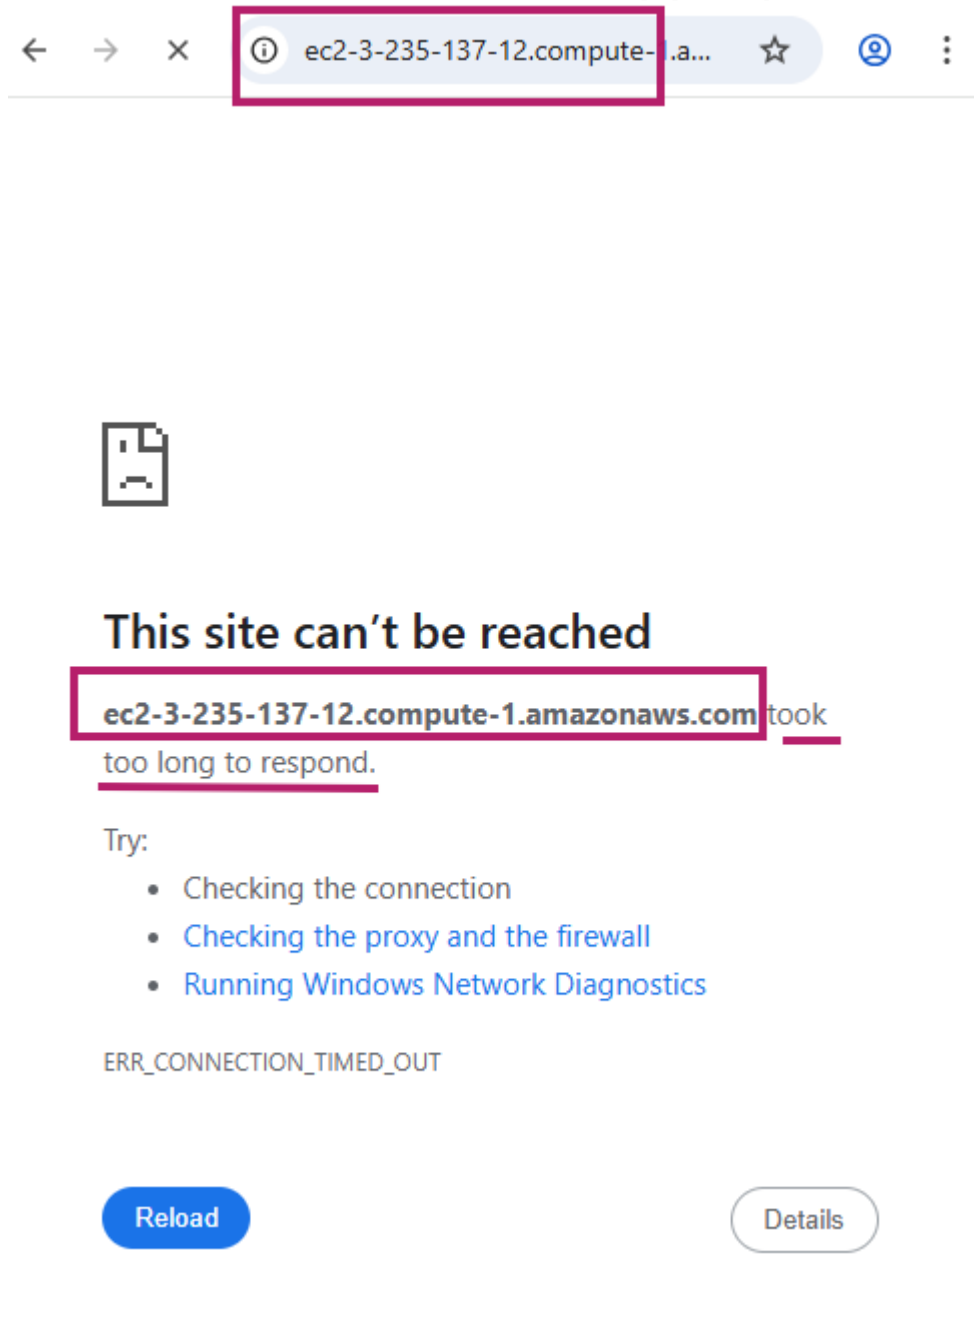 ec2-3-235-137-12.compute-1.a...
This site can’t be reached
ec2-3-235-137-12.compute-1.amazonaws.com took
too long to respond.
Try:
• Checking the connection
• Checking the proxy and the firewall
• Running Windows Network Diagnostics
ERR_CONNECTION_TIMED_OUT
Reload
Details